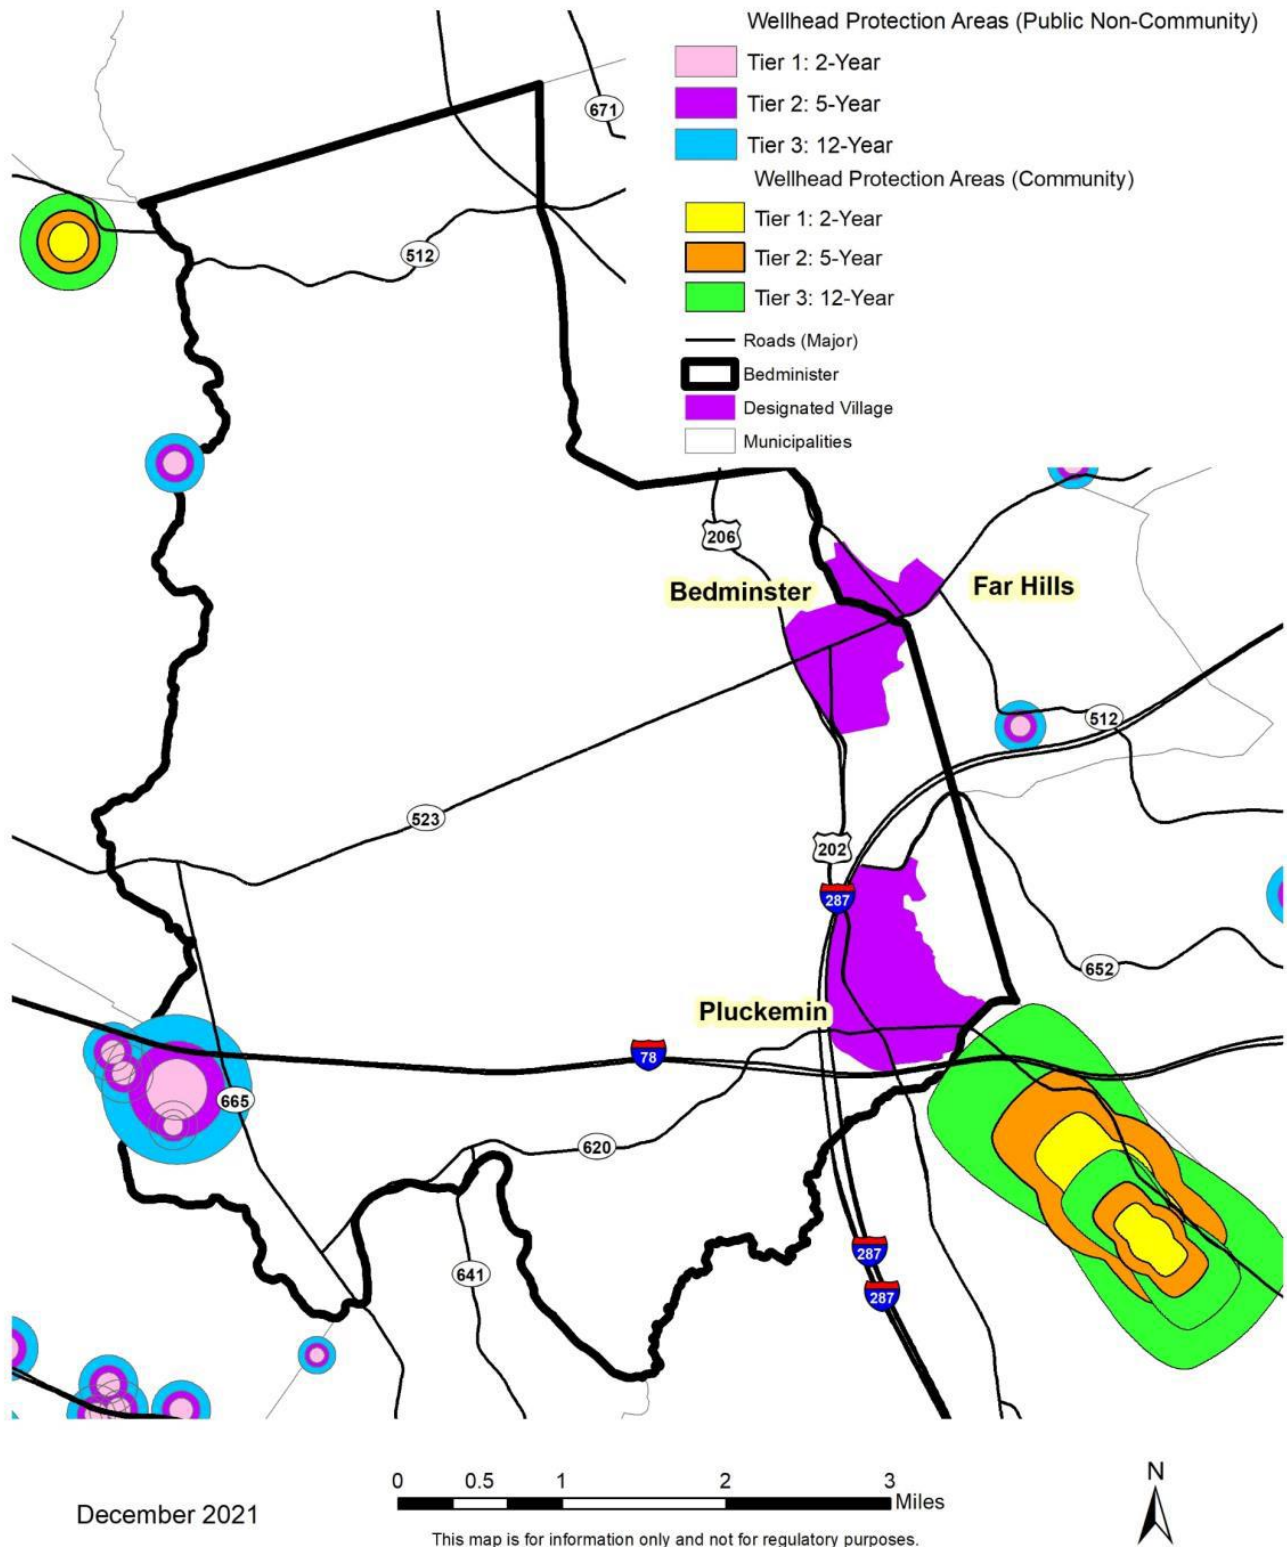 Wellhead Protection Areas (Public Non-Community)
Tier 1: 2-Year
Tier 2: 5-Year
Tier 3: 12-Year
Wellhead Protection Areas (Community)
Tier 1: 2-Year
Tier 2: 5-Year
Tier 3: 12-Year
Roads (Major)
Bedminister
Designated Village
Municipalities
671
512
206
Bedminster
Far Hills
512
523
202
287
652
Pluckemin
78
665
620
287
641
287
December 2021
0 0.5 1 2 3
Miles
N
This map is for information only and not for regulatory purposes.